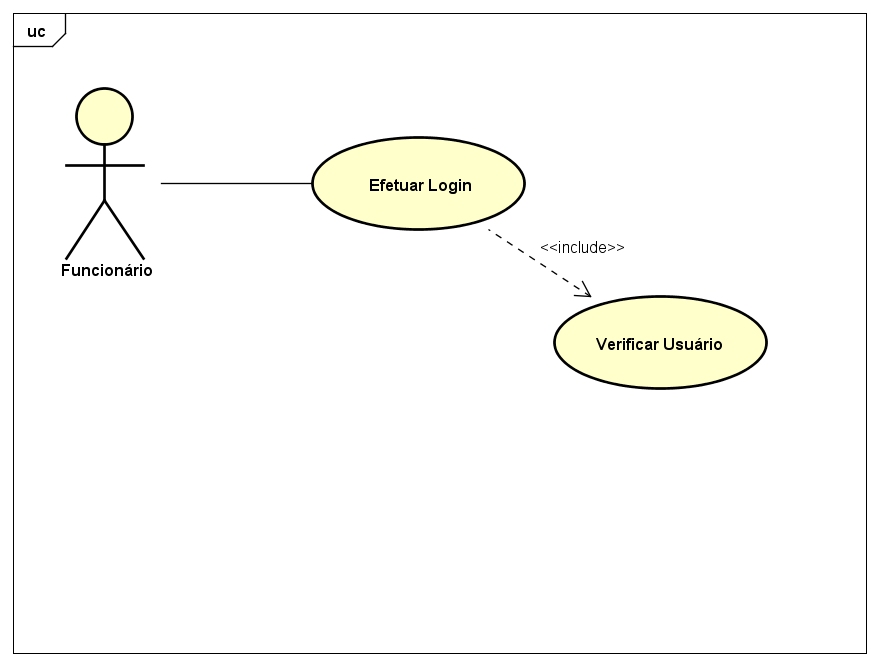 uc
Efetuar Login
<<include>>
Funcionário
Verificar Usuário